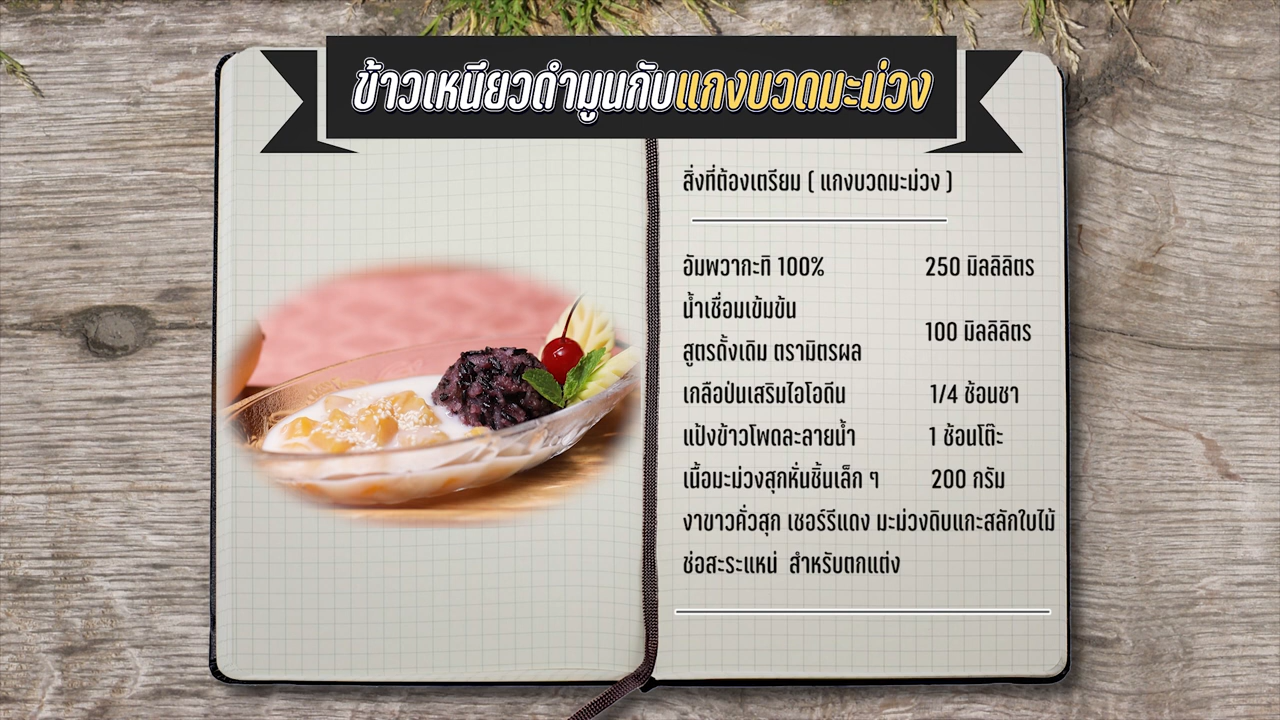 ข้าวเหนียวดำมูนกับแกงบวดมะม่วง
สิ่งที่ต้องเตรียม ( แกงบวดมะม่วง )
อัมพวากะทิ 100% 250 มิลลิลิตร
น้ำเชื่อมเข้มข้น
สูตรดั้งเดิม ตรามิตรผล 100 มิลลิลิตร
เกลือป่นเสริมไอโอดีน 1/4 ช้อนชา
แป้งข้าวโพดละลายน้ำ 1 ช้อนโต๊ะ
เนื้อมะม่วงสุกหั่นชิ้นเล็ก ๆ 200 กรัม
งาขาวคั่วสุก เชอร์รีแดง มะม่วงดิบแกะสลักใบไม้
ช่อสะระแหน่ สำหรับตกแต่ง